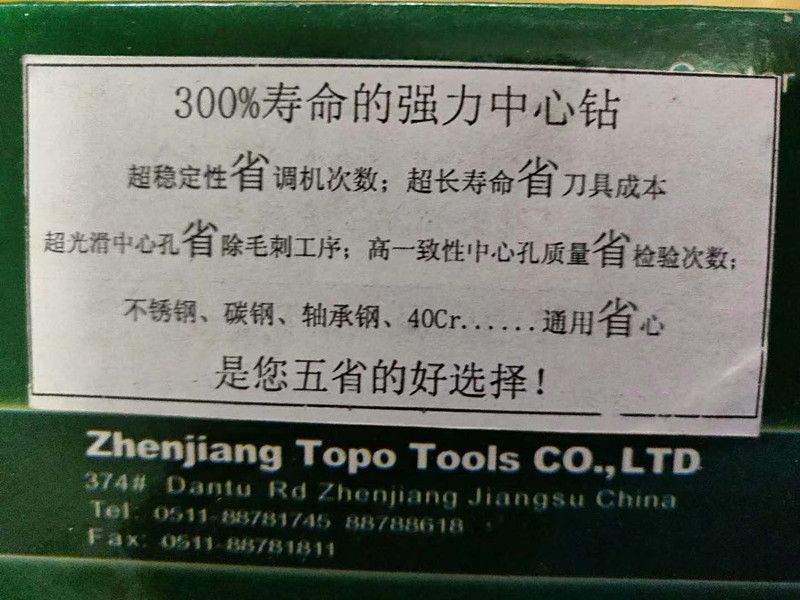 300%寿命的强力中心钻
超稳定性省调机次数；超长寿命省刀具成本
超光滑中心孔省除毛刺工序；高一致性中心孔质量省检验次数；
不锈钢、碳钢、轴承钢、40Cr......通用省心
是您五省的好选择！
Zhenjiang Topo Tools CO.,LTD
374# Dantu Rd Zhenjiang Jiangsu China
Tel: 0511-88781745 88788618
Fax: 0511-88781811